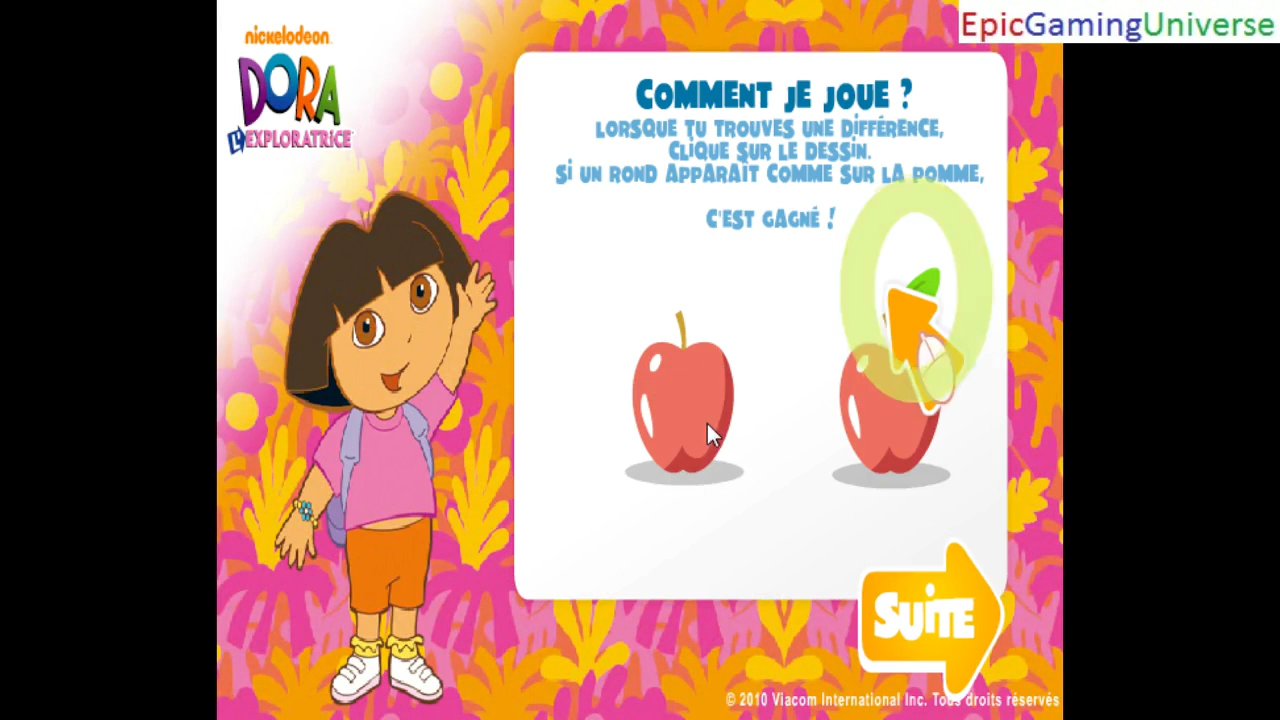 EpicGamingUniverse
nickelodeon
DORA
L'EXPLORATRICE
COMMENT JE JOUE ?
LORSQUE TU TROUVES UNE DIFFÉRENCE,
CLIQUE SUR LE DESSIN.
SI UN ROND APPARAÎT COMME SUR LA POMME,
C'EST GAGNÉ !
SUITE
© 2010 Viacom International Inc. Tous droits réservés